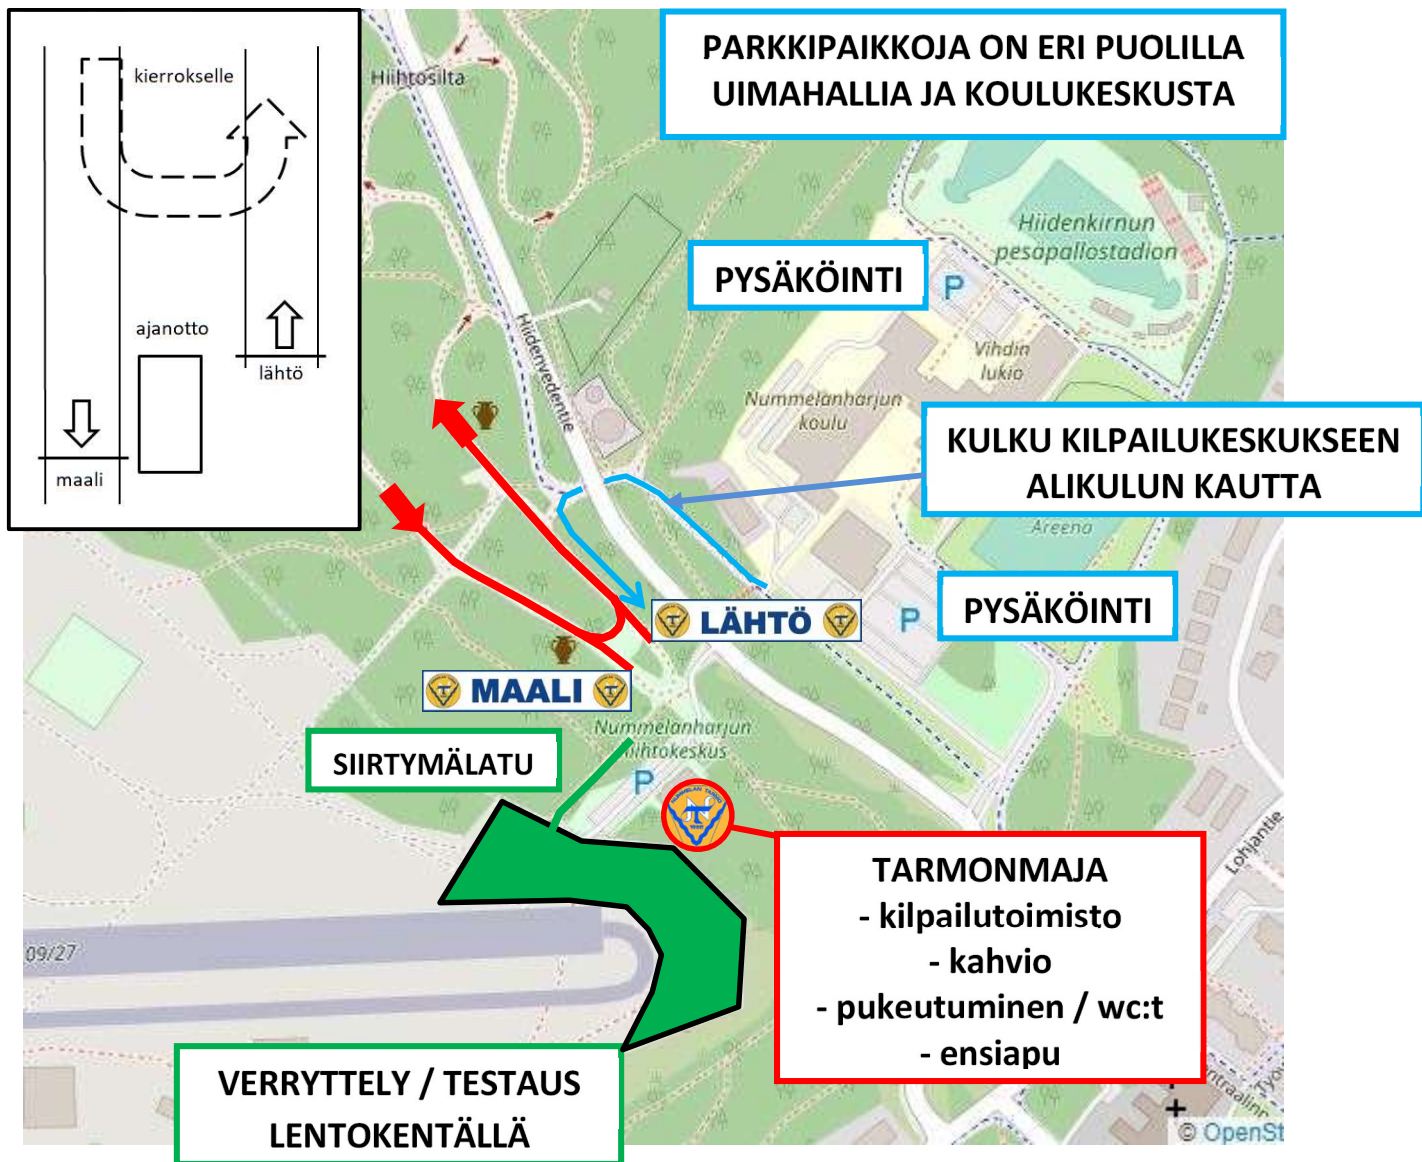 kierrokselle
ajanotto
lähtö
maali
Hiihtosilta
PARKKIPAIKKOJA ON ERI PUOLILLA
UIMAHALLIA JA KOULUKESKUSTA
Hiidenkirnun
pesäpallostadion
PYSÄKÖINTI
P
Hiidenvedentie
Vihdin
lukio
Nummelanharjun
koulu
KULKU KILPAILUKESKUKSEEN
ALIKULUN KAUTTA
Areena
PYSÄKÖINTI
P
LÄHTÖ
MAALI
Nummelanharjun
hiihtokeskus
P
SIIRTYMÄLATU
NUMMELAN TARMO
TARMONMAJA
- kilpailutoimisto
- kahvio
- pukeutuminen / wc:t
- ensiapu
Lohjantie
09/27
VERRYTTELY / TESTAUS
LENTOKENTÄLLÄ
© OpenSt